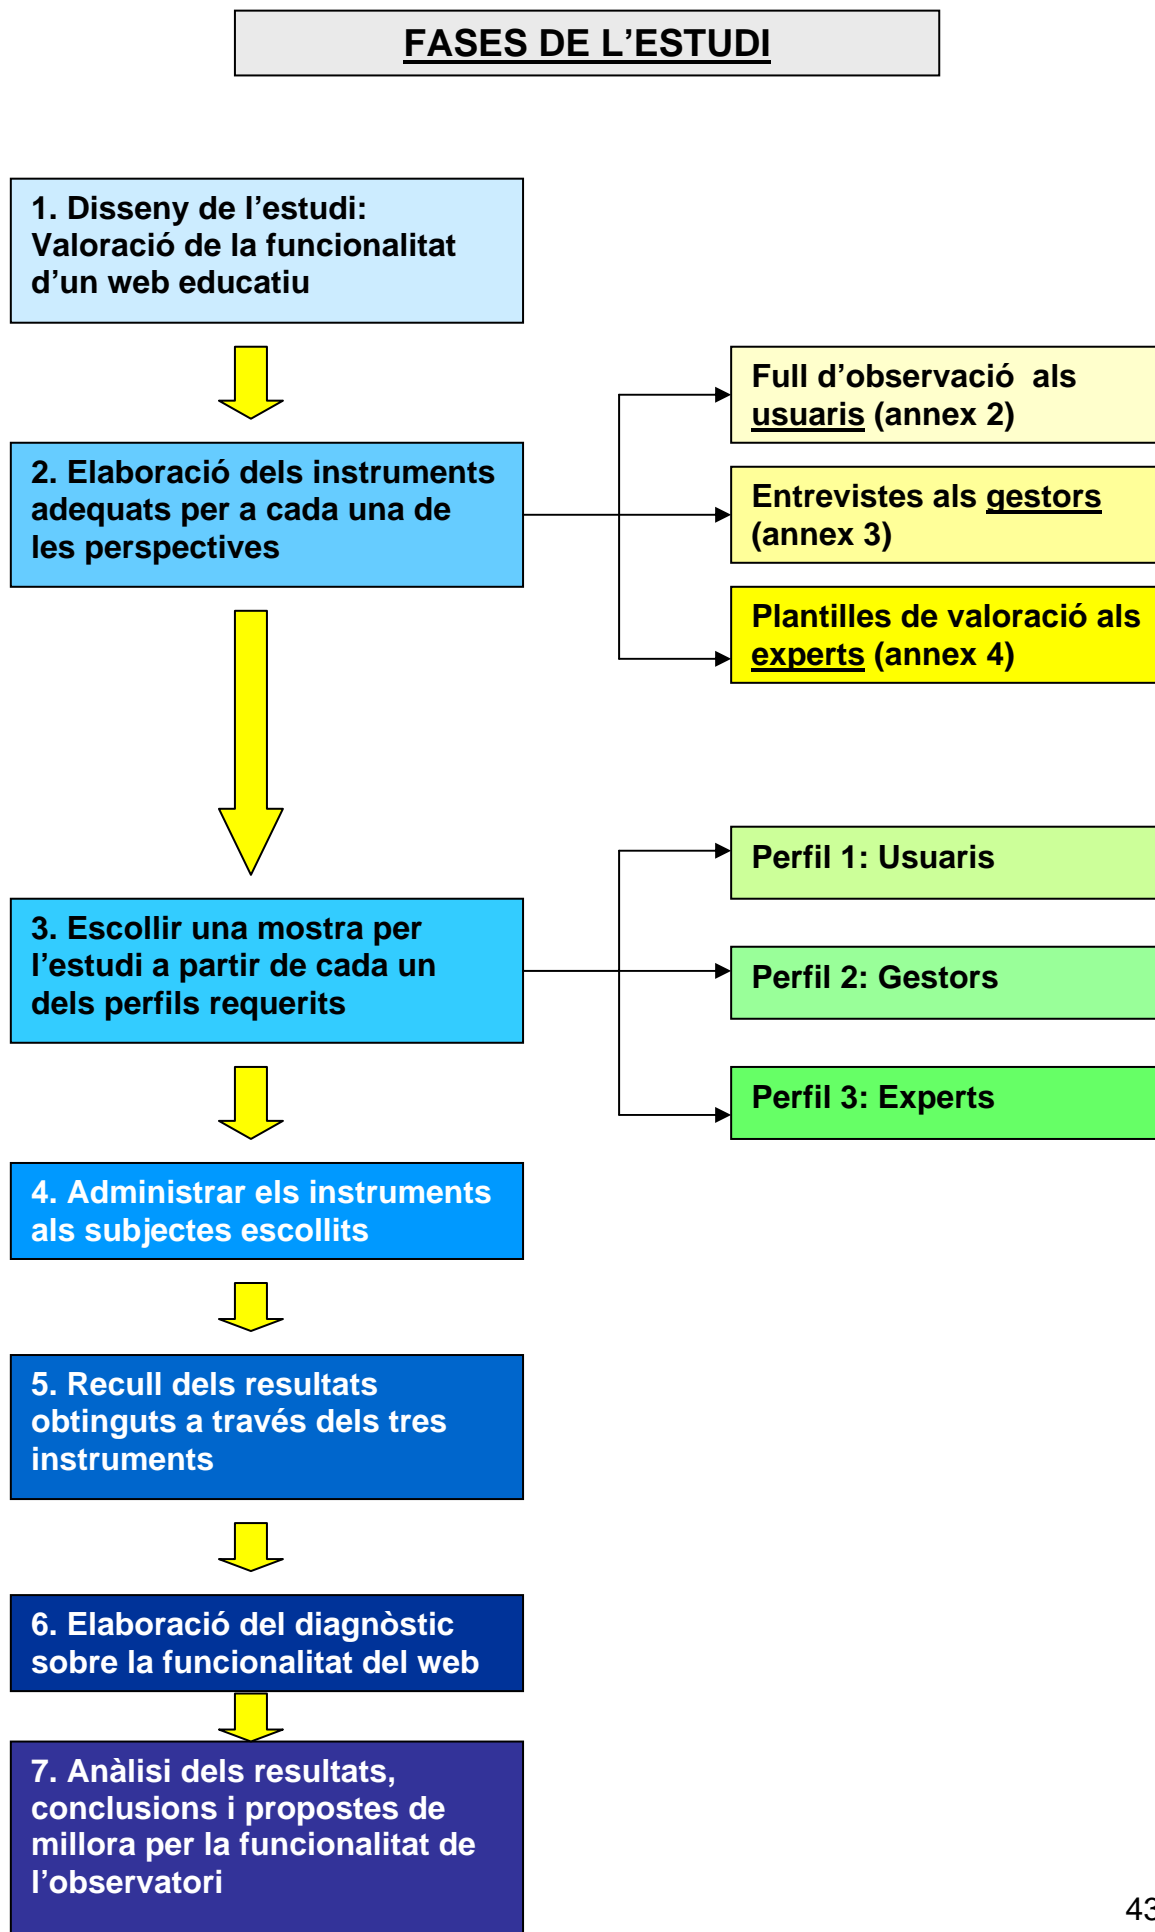 FASES DE L’ESTUDI
1. Disseny de l’estudi:
Valoració de la funcionalitat
d’un web educatiu
Full d’observació  als
usuaris (annex 2)
2. Elaboració dels instruments
adequats per a cada una de
les perspectives
Entrevistes als gestors
(annex 3)
Plantilles de valoració als
experts (annex 4)
Perfil 1: Usuaris
3. Escollir una mostra per
l’estudi a partir de cada un
dels perfils requerits
Perfil 2: Gestors
Perfil 3: Experts
4. Administrar els instruments
als subjectes escollits
5. Recull dels resultats
obtinguts a través dels tres
instruments
6. Elaboració del diagnòstic
sobre la funcionalitat del web
7. Anàlisi dels resultats,
conclusions i propostes de
millora per la funcionalitat de
l’observatori
43